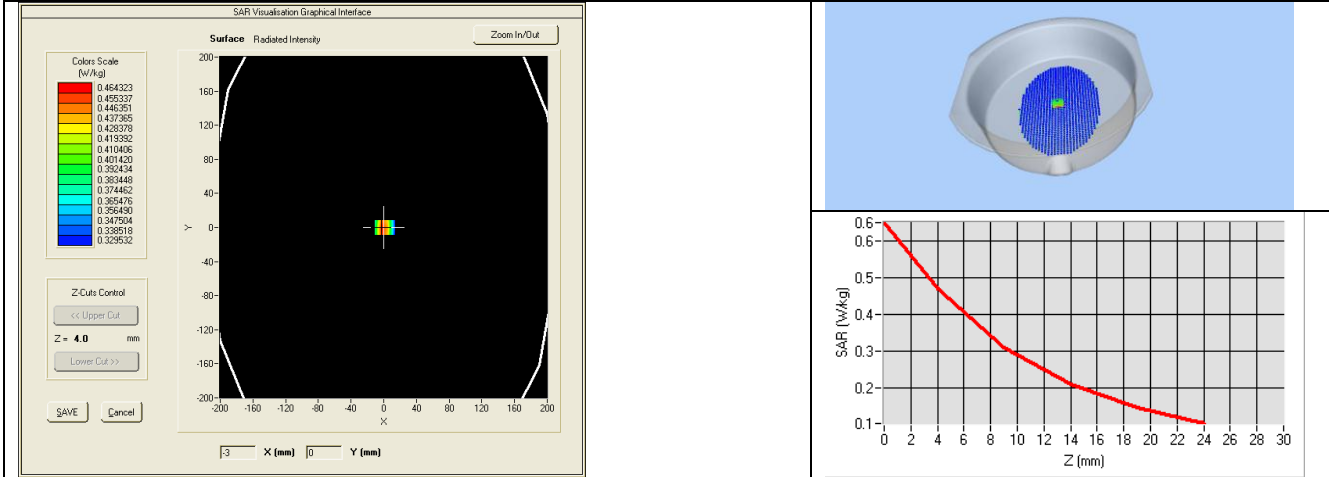 SAR Visualisation Graphical Interface
Surface Radiated Intensity
Zoom In/Out
Colors Scale
(W/kg)
0.464323
0.455337
0.446351
0.437365
0.428378
0.419392
0.410406
0.401420
0.392434
0.383448
0.374462
0.365476
0.356490
0.347504
0.338518
0.329532
Z-Cuts Control
<< Upper Cut
Z = 4.0 mm
Lower Cut >>
SAVE Cancel
200-
160-
120-
80-
40-
Y 0-
-40-
-80-
-120-
-160-
-200-
-200 -160 -120 -80 -40 0 40 80 120 160 200
X
-3 X (mm) 0 Y (mm)
0.6-
0.6-
0.5-
0.4-
0.3-
0.2-
0.1-
SAR (W/kg)
0 2 4 6 8 10 12 14 16 18 20 22 24 26 28 30
Z (mm)